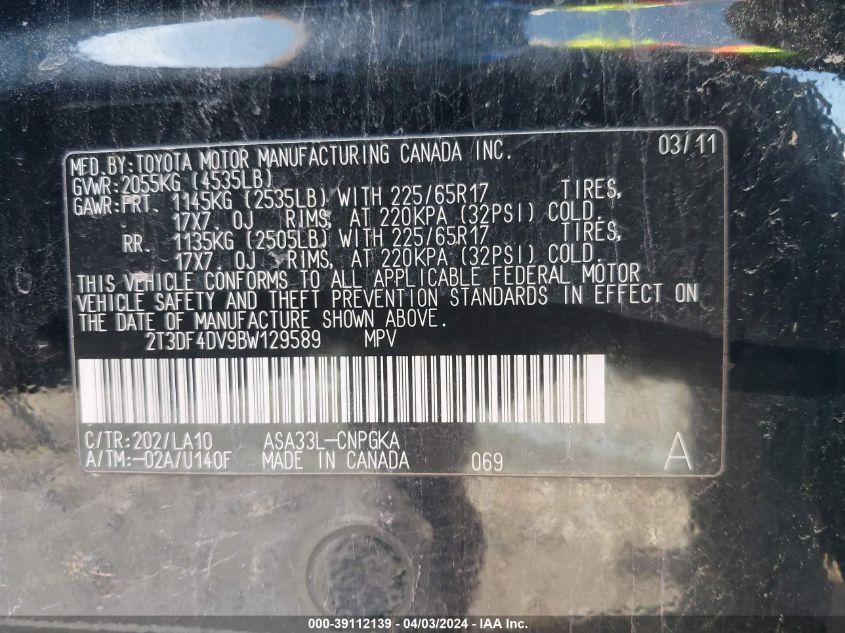 MFD.BY:TOYOTA MOTOR MANUFACTURING CANADA INC. 03/11
GVWR:2055KG (4535LB)
GAWR:FRT. 1145KG (2535LB) WITH 225/65R17 TIRES,
17X7 0J RIMS, AT 220KPA (32PSI) COLD.
RR. 1135KG (2505LB) WITH 225/65R17 TIRES,
17X7 0J RIMS, AT 220KPA (32PSI) COLD.
THIS VEHICLE CONFORMS TO ALL APPLICABLE FEDERAL MOTOR
VEHICLE SAFETY AND THEFT PREVENTION STANDARDS IN EFFECT ON
THE DATE OF MANUFACTURE SHOWN ABOVE.
2T3DF4DV9BW129589 MPV
C/TR:202/LA10 ASA33L-CNPGKA
A/TM:-02A/U140F MADE IN CANADA 069 A
000-39112139 - 04/03/2024 - IAA Inc.